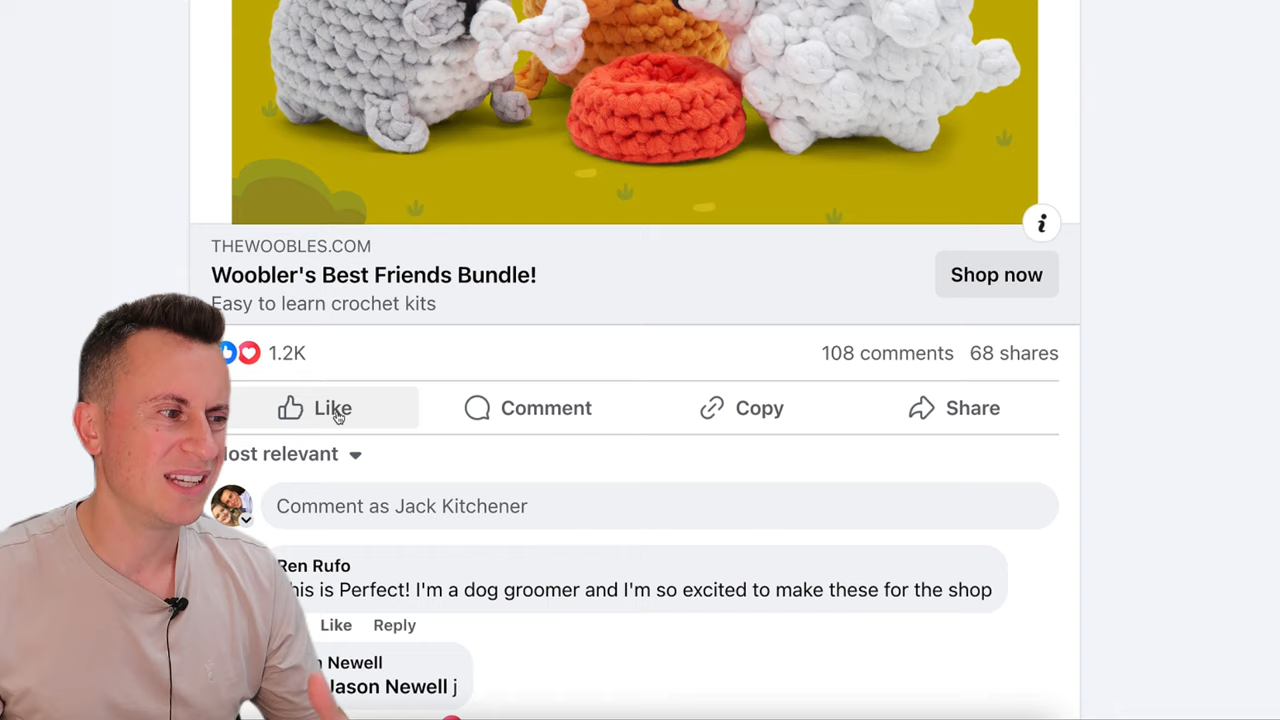 THEWOOBLES.COM
Woobler's Best Friends Bundle!
Easy to learn crochet kits
Shop now
1.2K
108 comments 68 shares
Like
Comment
Copy
Share
ost relevant
Comment as Jack Kitchener
Ren Rufo
his is Perfect! I'm a dog groomer and I'm so excited to make these for the shop
Like Reply
Newell
Jason Newell j